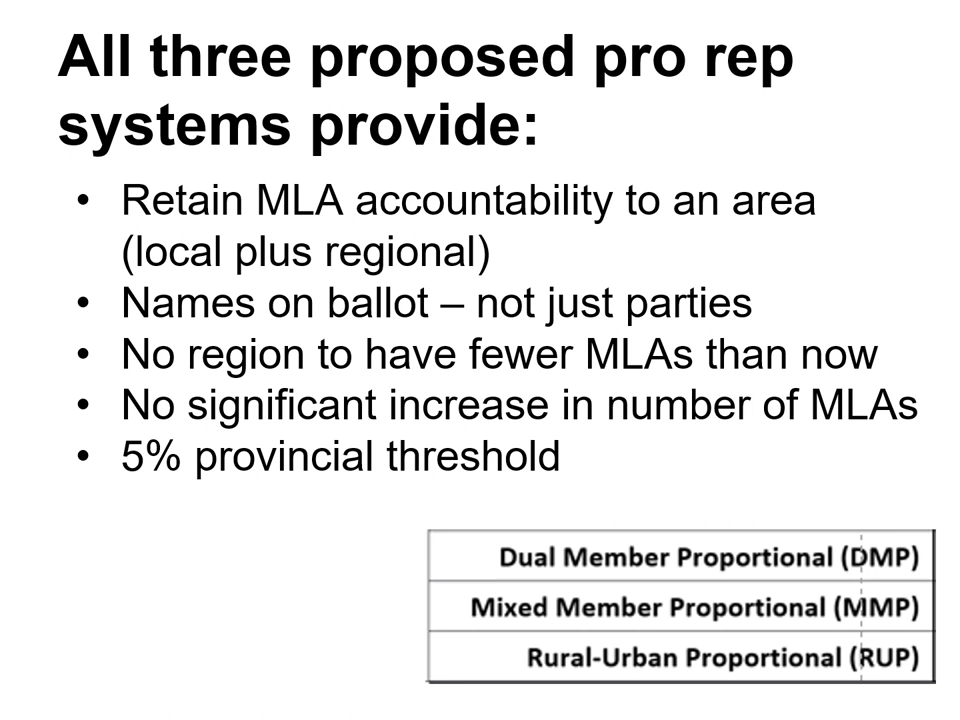 All three proposed pro rep
systems provide:
• Retain MLA accountability to an area
(local plus regional)
• Names on ballot – not just parties
• No region to have fewer MLAs than now
• No significant increase in number of MLAs
• 5% provincial threshold
Dual Member Proportional (DMP)
Mixed Member Proportional (MMP)
Rural-Urban Proportional (RUP)